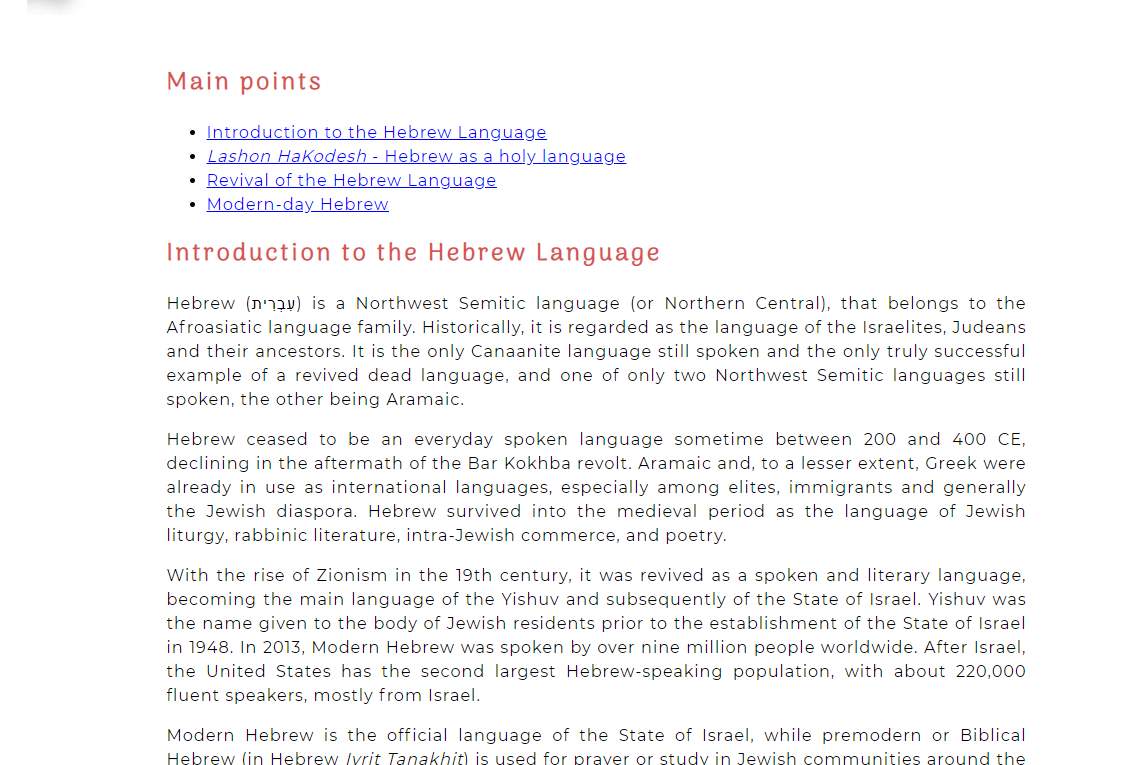 Main points
Introduction to the Hebrew Language
Lashon HaKodesh - Hebrew as a holy language
Revival of the Hebrew Language
Modern-day Hebrew
Introduction to the Hebrew Language
Hebrew (עִבְרִית) is a Northwest Semitic language (or Northern Central), that belongs to the
Afroasiatic language family. Historically, it is regarded as the language of the Israelites, Judeans
and their ancestors. It is the only Canaanite language still spoken and the only truly successful
example of a revived dead language, and one of only two Northwest Semitic languages still
spoken, the other being Aramaic.
Hebrew ceased to be an everyday spoken language sometime between 200 and 400 CE,
declining in the aftermath of the Bar Kokhba revolt. Aramaic and, to a lesser extent, Greek were
already in use as international languages, especially among elites, immigrants and generally
the Jewish diaspora. Hebrew survived into the medieval period as the language of Jewish
liturgy, rabbinic literature, intra-Jewish commerce, and poetry.
With the rise of Zionism in the 19th century, it was revived as a spoken and literary language,
becoming the main language of the Yishuv and subsequently of the State of Israel. Yishuv was
the name given to the body of Jewish residents prior to the establishment of the State of Israel
in 1948. In 2013, Modern Hebrew was spoken by over nine million people worldwide. After Israel,
the United States has the second largest Hebrew-speaking population, with about 220,000
fluent speakers, mostly from Israel.
Modern Hebrew is the official language of the State of Israel, while premodern or Biblical
Hebrew (in Hebrew Ivrit Tanakhit) is used for prayer or study in Jewish communities around the